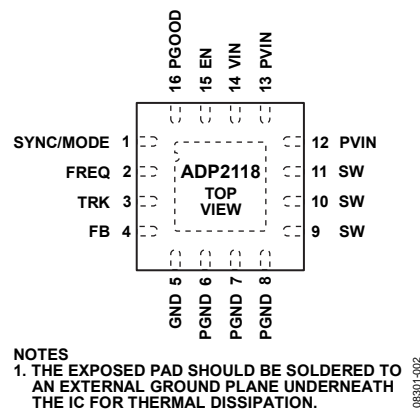 16 PGOOD
15 EN
14 VIN
13 PVIN
SYNC/MODE 1
FREQ 2
TRK 3
FB 4
ADP2118
TOP
VIEW
12 PVIN
11 SW
10 SW
9 SW
GND 5
PGND 6
PGND 7
PGND 8
NOTES
1. THE EXPOSED PAD SHOULD BE SOLDERED TO
AN EXTERNAL GROUND PLANE UNDERNEATH
THE IC FOR THERMAL DISSIPATION.
08301-002